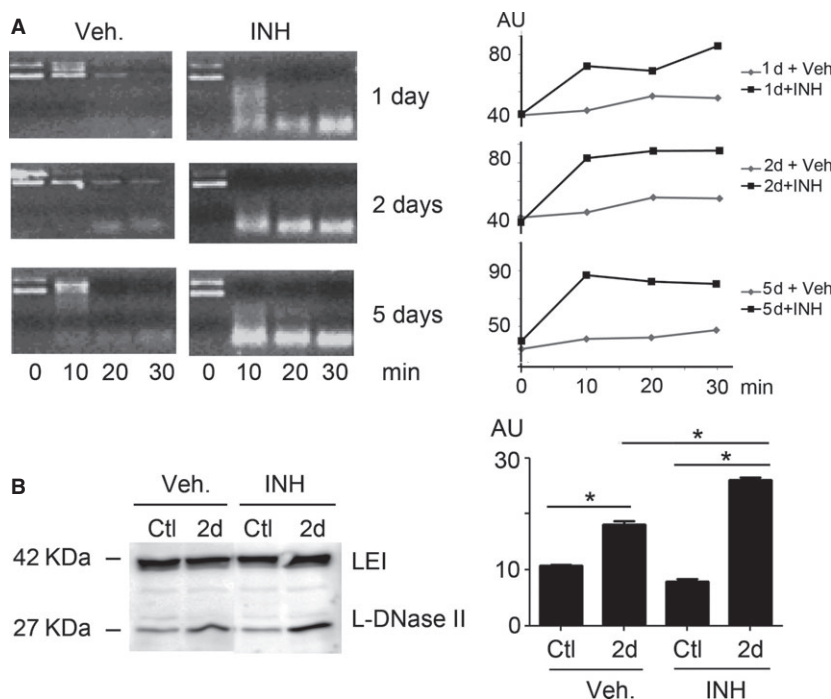 A
Veh. INH
1 day
2 days
5 days
0 10 20 30 0 10 20 30 min
AU
80
40
1 d + Veh
1d+INH
80
40
2d + Veh
2d+INH
90
50
5d + Veh
5d+INH
0 10 20 30 min
B
Veh. INH
Ctl 2d Ctl 2d
42 KDa – LEI
27 KDa – L-DNase II
AU
30
10
0
* * *
Ctl 2d Ctl 2d
Veh. INH